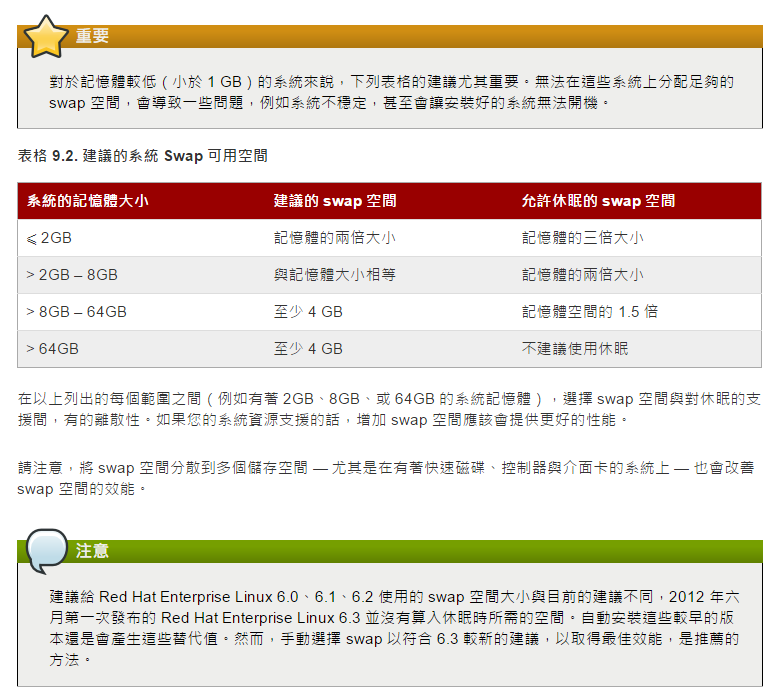 重要
對於記憶體較低（小於 1 GB）的系統來說，下列表格的建議尤其重要。無法在這些系統上分配足夠的
swap 空間，會導致一些問題，例如系統不穩定，甚至會讓安裝好的系統無法開機。
表格 9.2. 建議的系統 Swap 可用空間
系統的記憶體大小 建議的 swap 空間 允許休眠的 swap 空間
⩽ 2GB 記憶體的兩倍大小 記憶體的三倍大小
> 2GB – 8GB 與記憶體大小相等 記憶體的兩倍大小
> 8GB – 64GB 至少 4 GB 記憶體空間的 1.5 倍
> 64GB 至少 4 GB 不建議使用休眠
在以上列出的每個範圍之間（例如有著 2GB、8GB、或 64GB 的系統記憶體），選擇 swap 空間與對休眠的支
援間，有的離散性。如果您的系統資源支援的話，增加 swap 空間應該會提供更好的性能。
請注意，將 swap 空間分散到多個儲存空間 — 尤其是在有著快速磁碟、控制器與介面卡的系統上 — 也會改善
swap 空間的效能。
注意
建議給 Red Hat Enterprise Linux 6.0、6.1、6.2 使用的 swap 空間大小與目前的建議不同，2012 年六
月第一次發布的 Red Hat Enterprise Linux 6.3 並沒有算入休眠時所需的空間。自動安裝這些較早的版
本還是會產生這些替代值。然而，手動選擇 swap 以符合 6.3 較新的建議，以取得最佳效能，是推薦的
方法。